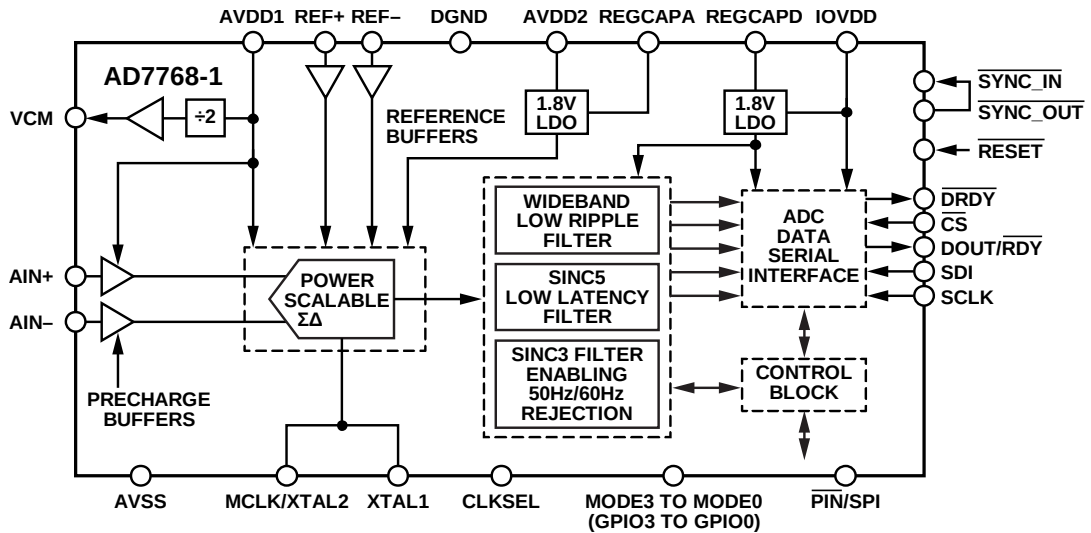 AVDD1 REF+ REF– DGND AVDD2 REGCAPA REGCAPD IOVDD
AD7768-1
VCM
÷2
REFERENCE
BUFFERS
1.8V
LDO
1.8V
LDO
SYNC_IN
SYNC_OUT
RESET
WIDEBAND
LOW RIPPLE
FILTER
SINC5
LOW LATENCY
FILTER
SINC3 FILTER
ENABLING
50Hz/60Hz
REJECTION
ADC
DATA
SERIAL
INTERFACE
DRDY
CS
DOUT/RDY
SDI
SCLK
AIN+
AIN–
POWER
SCALABLE
ΣΔ
PRECHARGE
BUFFERS
CONTROL
BLOCK
AVSS
MCLK/XTAL2
XTAL1
CLKSEL
MODE3 TO MODE0
(GPIO3 TO GPIO0)
PIN/SPI